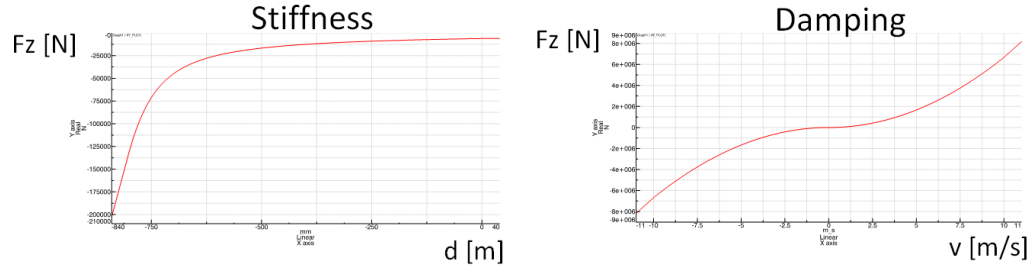 Stiffness
Fz [N]
-0
-25000
-50000
-75000
-100000
-125000
-150000
-175000
-200000
-210000
Y axis
Real
N
-840
-750
-500
-250
0
40
mm
Linear
X axis
d [m]
Damping
Fz [N]
9e+006
8e+006
6e+006
4e+006
2e+006
0
-2e+006
-4e+006
-6e+006
-8e+006
-9e+006
Y axis
Real
N
-11
-10
-7.5
-5
-2.5
0
2.5
5
7.5
10
11
m_s
Linear
X axis
v [m/s]